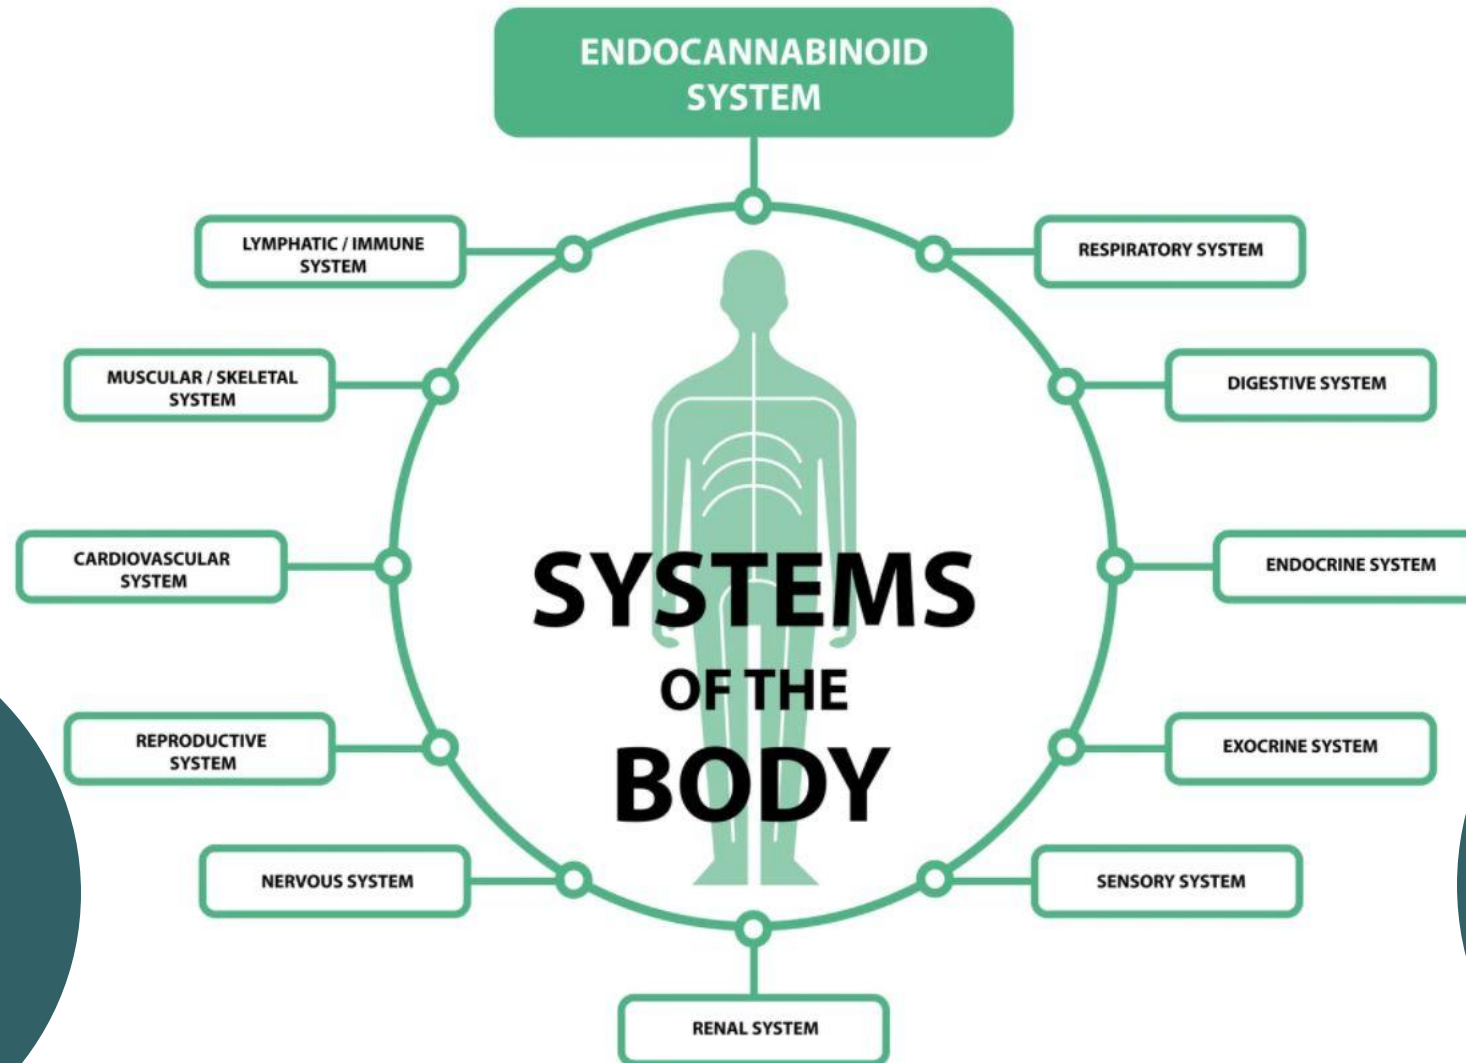 ENDOCANNABINOID
SYSTEM
LYMPHATIC / IMMUNE
SYSTEM
RESPIRATORY SYSTEM
MUSCULAR / SKELETAL
SYSTEM
DIGESTIVE SYSTEM
CARDIOVASCULAR
SYSTEM
ENDOCRINE SYSTEM
SYSTEMS
OF THE
BODY
REPRODUCTIVE
SYSTEM
EXOCRINE SYSTEM
NERVOUS SYSTEM
SENSORY SYSTEM
RENAL SYSTEM